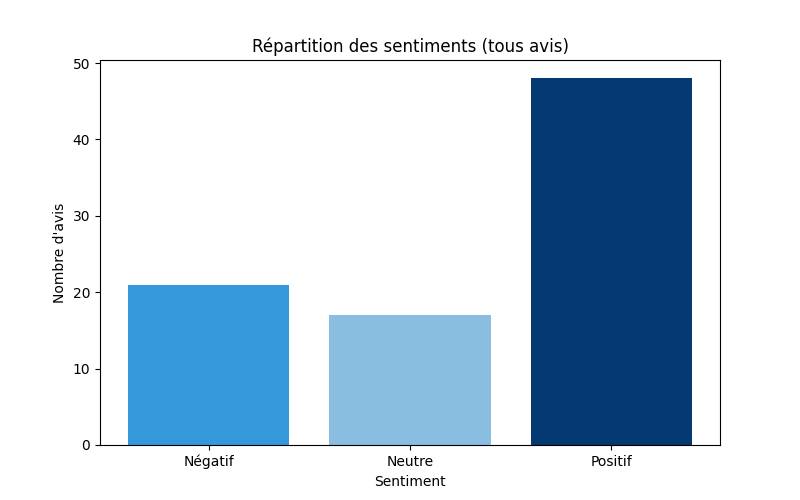 Répartition des sentiments (tous avis)
50
40
30
20
10
0
Nombre d'avis
Négatif
Neutre
Positif
Sentiment